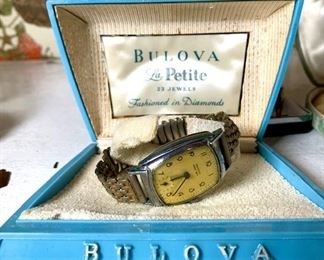 BULOVA
La Petite
23 JEWELS
Fashioned in Diamonds
BULOVA